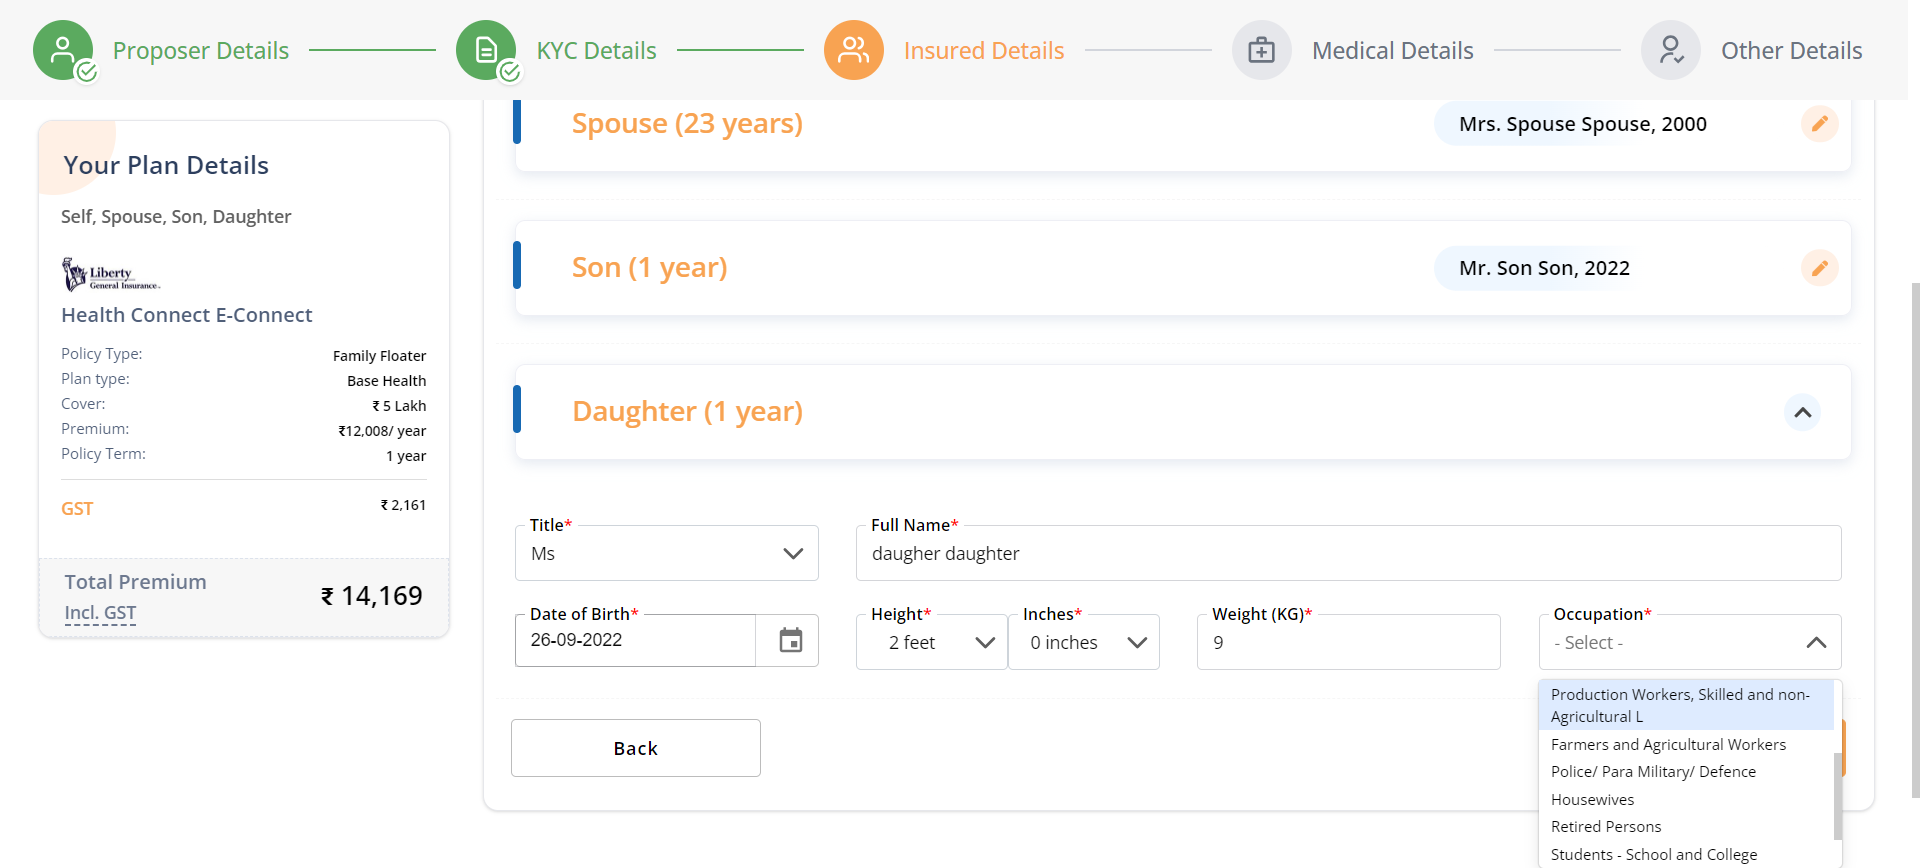 Proposer Details
KYC Details
Insured Details
Medical Details
Other Details
Your Plan Details
Self, Spouse, Son, Daughter
Liberty
General Insurance
Health Connect E-Connect
Policy Type: Family Floater
Plan type: Base Health
Cover: ₹ 5 Lakh
Premium: ₹12,008/ year
Policy Term: 1 year
GST ₹ 2,161
Total Premium
Incl. GST
₹ 14,169
Spouse (23 years)
Mrs. Spouse Spouse, 2000
Son (1 year)
Mr. Son Son, 2022
Daughter (1 year)
Title*
Ms
Full Name*
daugher daughter
Date of Birth*
26-09-2022
Height*
2 feet
Inches*
0 inches
Weight (KG)*
9
Occupation*
- Select -
Production Workers, Skilled and non-
Agricultural L
Farmers and Agricultural Workers
Police/ Para Military/ Defence
Housewives
Retired Persons
Students - School and College
Back